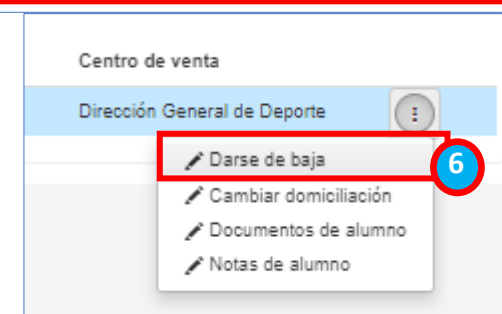 Centro de venta
Dirección General de Deporte
Darse de baja
6
Cambiar domiciliación
Documentos de alumno
Notas de alumno